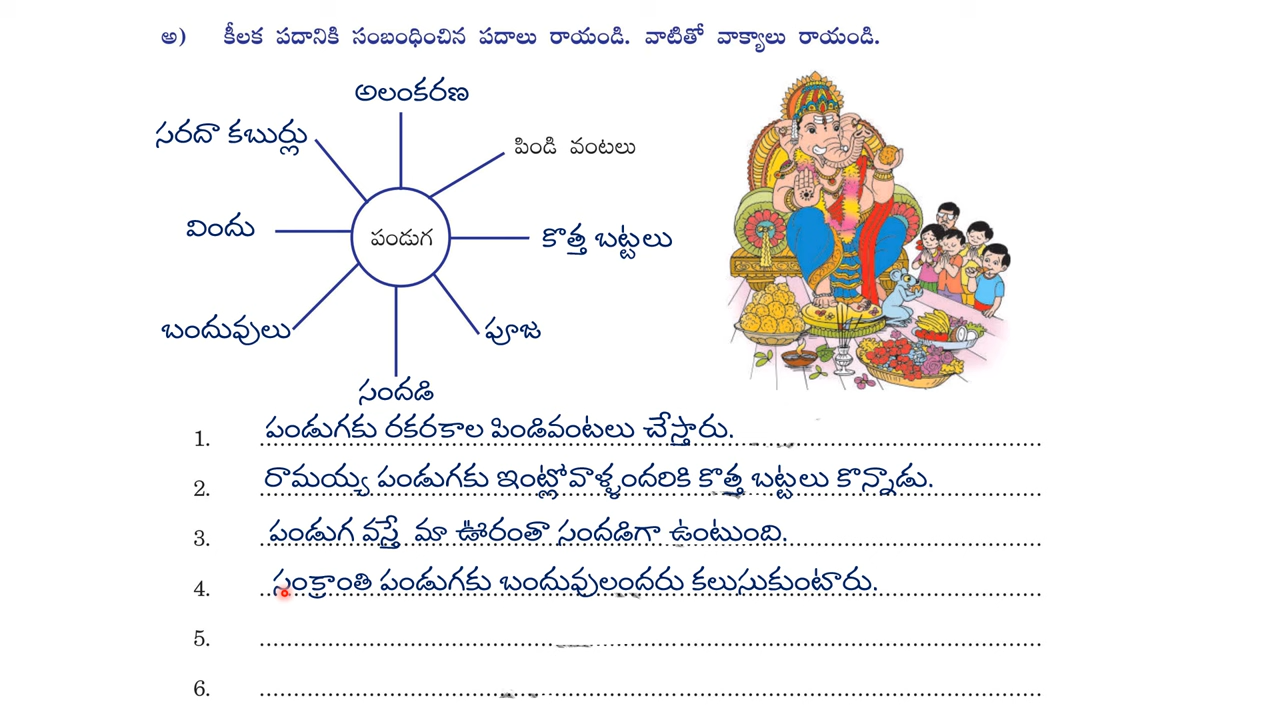 అ) కీలక పదానికి సంబంధించిన పదాలు రాయండి. వాటితో వాక్యాలు రాయండి.
అలంకరణ
సరదా కబుర్లు
పిండి వంటలు
విందు
పండుగ
కొత్త బట్టలు
బందువులు
పూజ
సందడి
1. పండుగకు రకరకాల పిండివంటలు చేస్తారు.
2. రామయ్య పండుగకు ఇంట్లోవాళ్ళందరికి కొత్త బట్టలు కొన్నాడు.
3. పండుగ వస్తే మా ఊరంతా సందడిగా ఉంటుంది.
4. సంక్రాంతి పండుగకు బందువులందరు కలుసుకుంటారు.
5.
6.